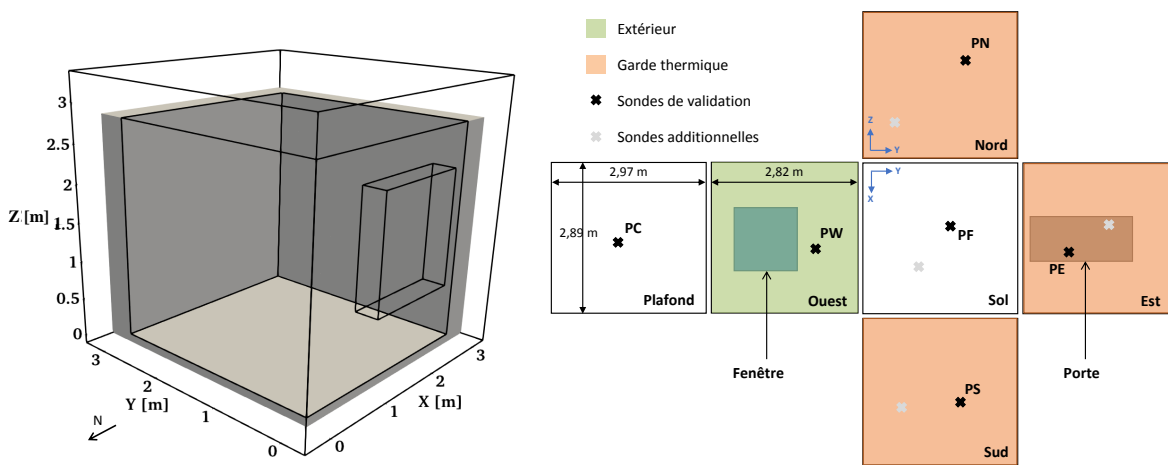 3
2.5
2
Z[m] 1.5
1
0.5
0
3
2
Y [m]
1
0
3
2
X [m]
1
0
N
Extérieur
Garde thermique
Sondes de validation
Sondes additionnelles
PN
Z
Y
Nord
2,97 m
2,89 m
PC
Plafond
2,82 m
PW
Ouest
Y
X
PF
Sol
PE
Est
Fenêtre
Porte
PS
Sud